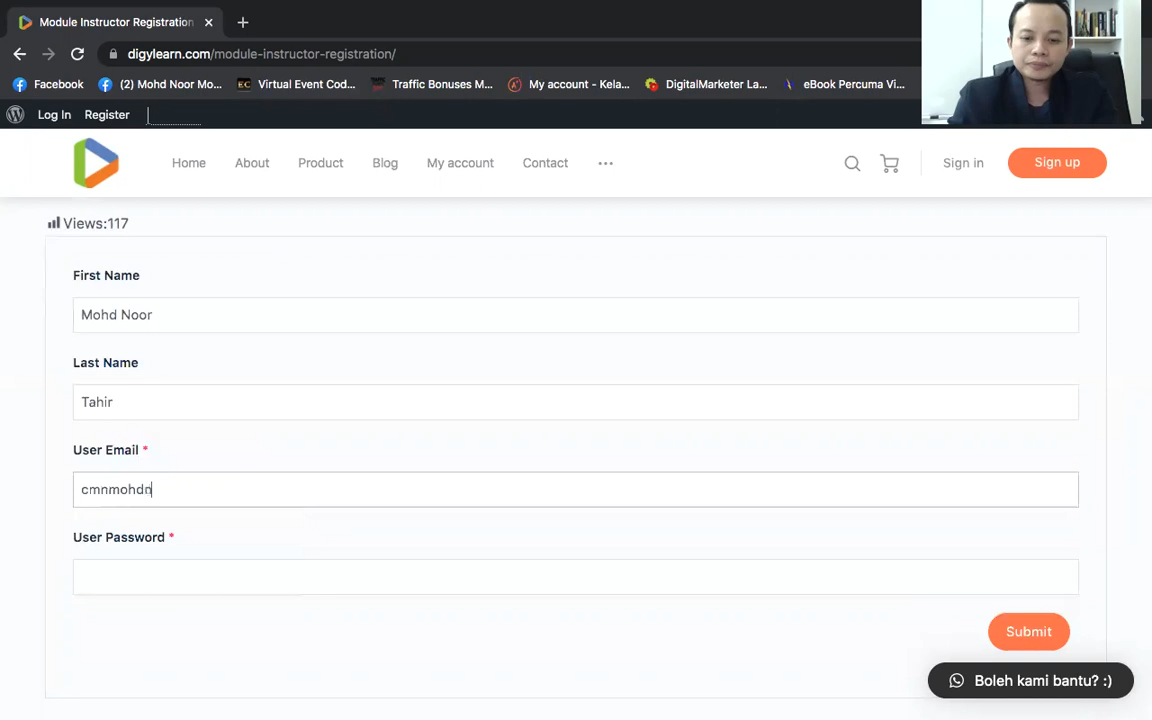 Module Instructor Registration
digylearn.com/module-instructor-registration/
Facebook (2) Mohd Noor Mo... Virtual Event Cod... Traffic Bonuses M... My account - Kela... DigitalMarketer La... eBook Percuma Vi...
Log In Register
Home About Product Blog My account Contact ... Sign in Sign up
Views:117
First Name
Mohd Noor
Last Name
Tahir
User Email *
cmnmohdn
User Password *
Submit
Boleh kami bantu? :)